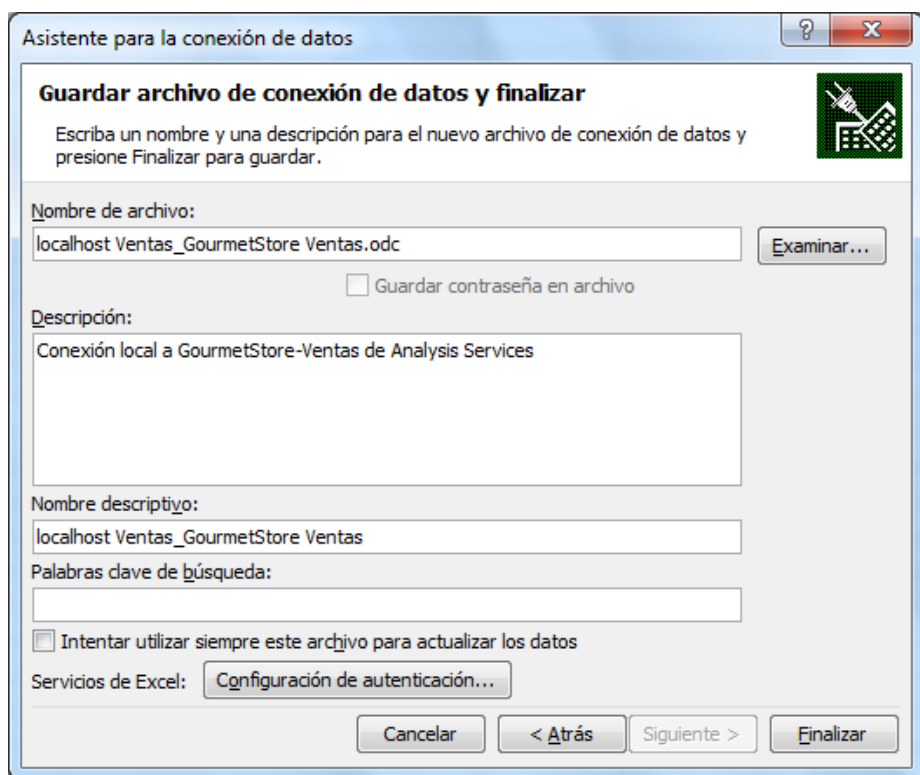 Asistente para la conexión de datos
Guardar archivo de conexión de datos y finalizar
Escriba un nombre y una descripción para el nuevo archivo de conexión de datos y
presione Finalizar para guardar.
Nombre de archivo:
localhost Ventas_GourmetStore Ventas.odc
Examinar...
Guardar contraseña en archivo
Descripción:
Conexión local a GourmetStore-Ventas de Analysis Services
Nombre descriptivo:
localhost Ventas_GourmetStore Ventas
Palabras clave de búsqueda:
Intentar utilizar siempre este archivo para actualizar los datos
Servicios de Excel: Configuración de autenticación...
Cancelar < Atrás Siguiente > Finalizar